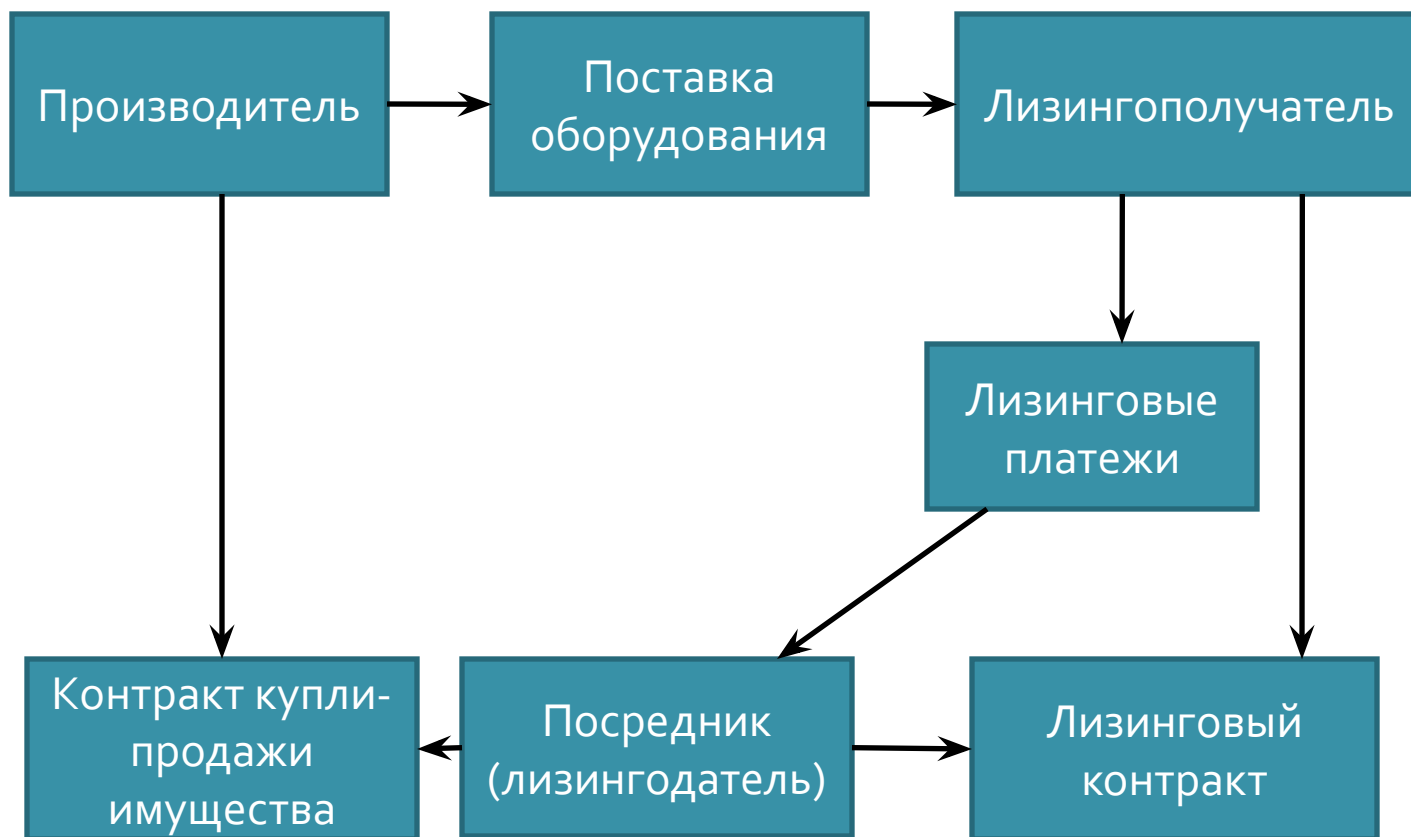 Производитель
Поставка
оборудования
Лизингополучатель
Лизинговые
платежи
Контракт купли-
продажи
имущества
Посредник
(лизингодатель)
Лизинговый
контракт